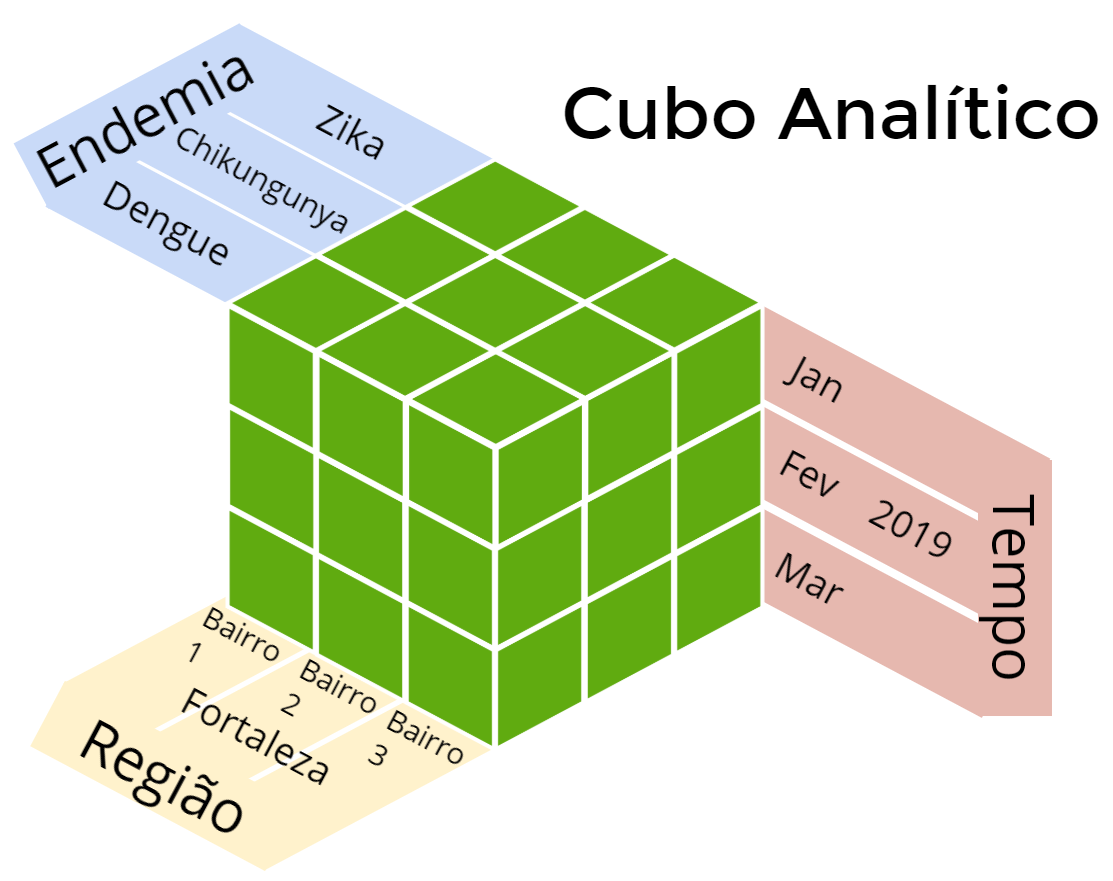 Cubo Analítico
Endemia
Zika
Chikungunya
Dengue
Jan
Fev 2019
Mar
Tempo
Bairro
1
Bairro
2
Bairro
3
Fortaleza
Região